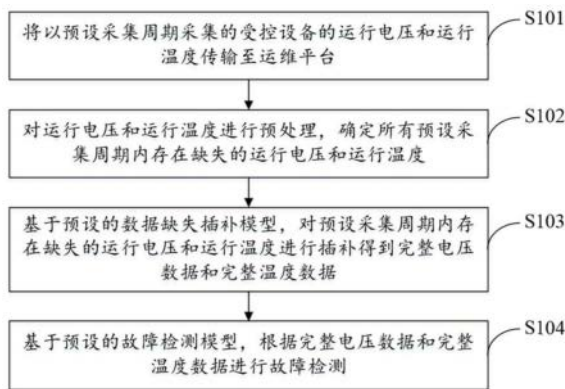 将以预设采集周期采集的受控设备的运行电压和运行
温度传输至运维平台
S101
对运行电压和运行温度进行预处理，确定所有预设采
集周期内存在缺失的运行电压和运行温度
S102
基于预设的数据缺失插补模型，对预设采集周期内存
在缺失的运行电压和运行温度进行插补得到完整电压
数据和完整温度数据
S103
基于预设的故障检测模型，根据完整电压数据和完整
温度数据进行故障检测
S104